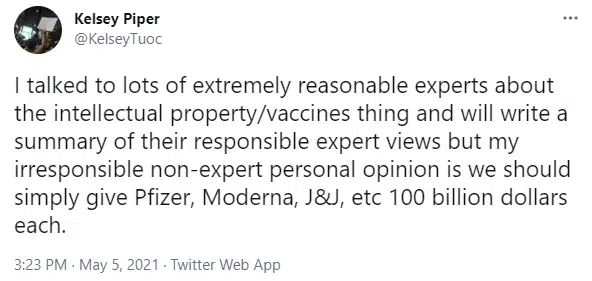 Kelsey Piper
@KelseyTuoc
I talked to lots of extremely reasonable experts about
the intellectual property/vaccines thing and will write a
summary of their responsible expert views but my
irresponsible non-expert personal opinion is we should
simply give Pfizer, Moderna, J&J, etc 100 billion dollars
each.
3:23 PM · May 5, 2021 · Twitter Web App